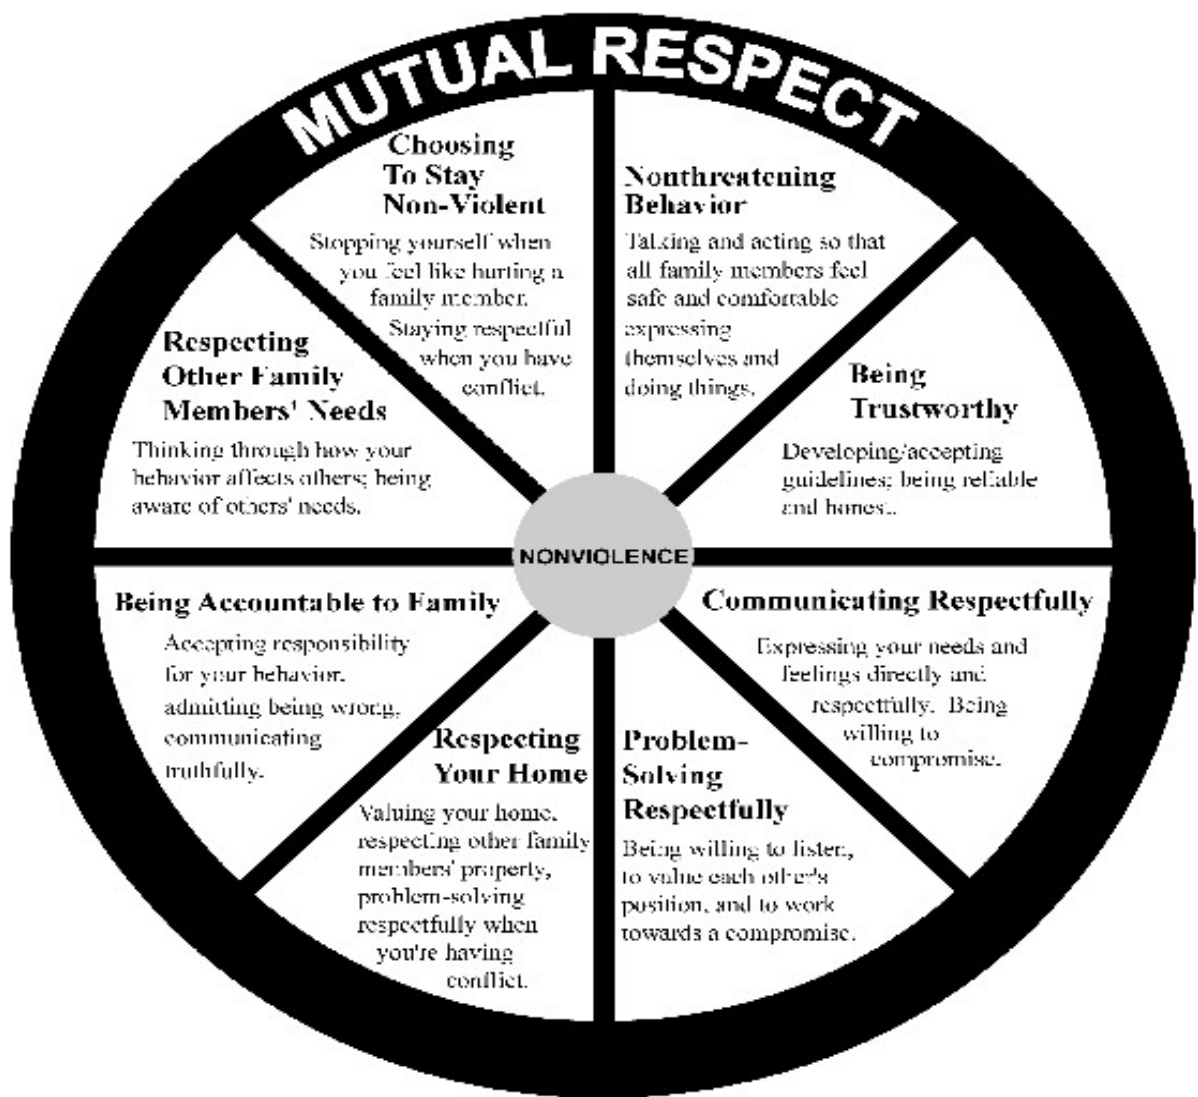 MUTUAL RESPECT
Choosing
To Stay
Non-Violent
Stopping yourself when
you feel like hurting a
family member.
Staying respectful
when you have
conflict.
Nonthreatening
Behavior
Talking and acting so that
all family members feel
safe and comfortable
expressing
themselves and
doing things.
Being
Trustworthy
Developing/accepting
guidelines; being reliable
and honest.
Communicating Respectfully
Expressing your needs and
feelings directly and
respectfully. Being
willing to
compromise.
Problem-
Solving
Respectfully
Being willing to listen,
to value each other's
position, and to work
towards a compromise.
Respecting
Your Home
Valuing your home,
respecting other family
members' property,
problem-solving
respectfully when
you're having
conflict.
Being Accountable to Family
Accepting responsibility
for your behavior,
admitting being wrong,
communicating
truthfully.
Respecting
Other Family
Members' Needs
Thinking through how your
behavior affects others; being
aware of others' needs.
NONVIOLENCE